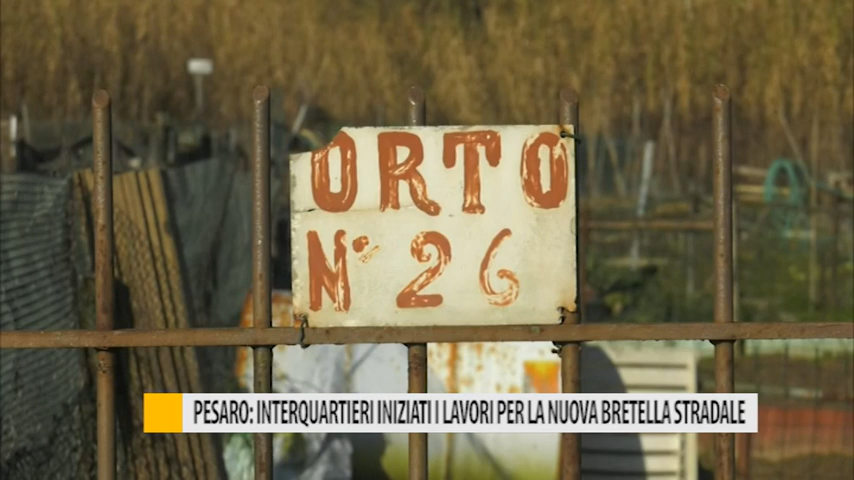 ORTO
N° 26
PESARO: INTERQUARTIERI INIZIATI I LAVORI PER LA NUOVA BRETELLA STRADALE